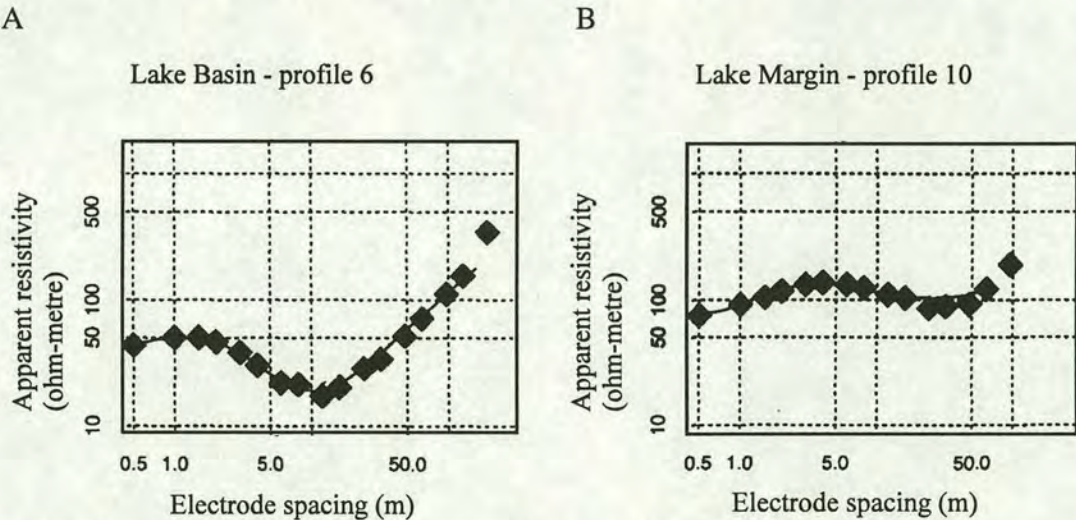 A
Lake Basin - profile 6
Apparent resistivity
(ohm-metre)
500
100
50
10
0.5 1.0 5.0 50.0
Electrode spacing (m)
B
Lake Margin - profile 10
Apparent resistivity
(ohm-metre)
500
100
50
10
0.5 1.0 5.0 50.0
Electrode spacing (m)